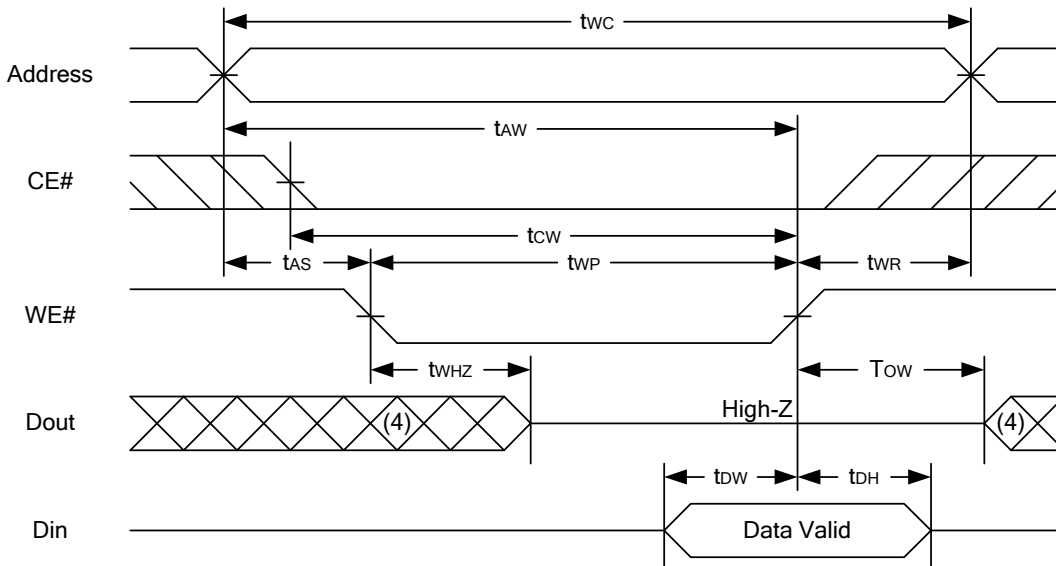 tWC
Address
tAW
CE#
tCW
tAS tWP tWR
WE#
tWHZ TOW
Dout (4) High-Z (4)
tDW tDH
Din Data Valid